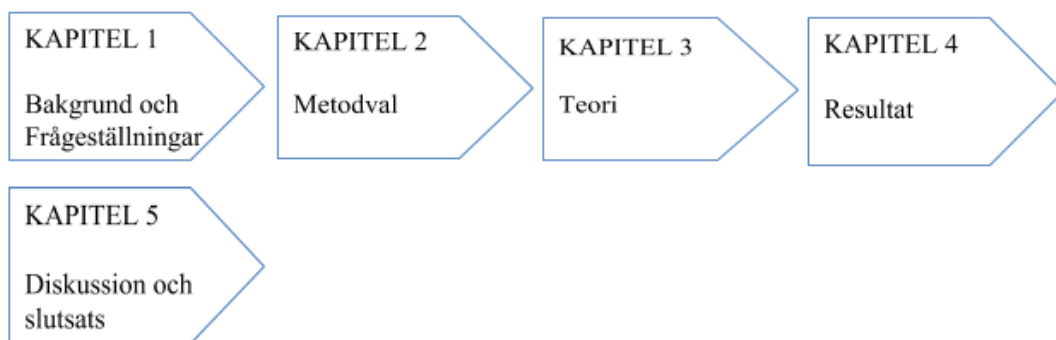 KAPITEL 1
Bakgrund och
Frågeställningar
KAPITEL 2
Metodval
KAPITEL 3
Teori
KAPITEL 4
Resultat
KAPITEL 5
Diskussion och
slutsats